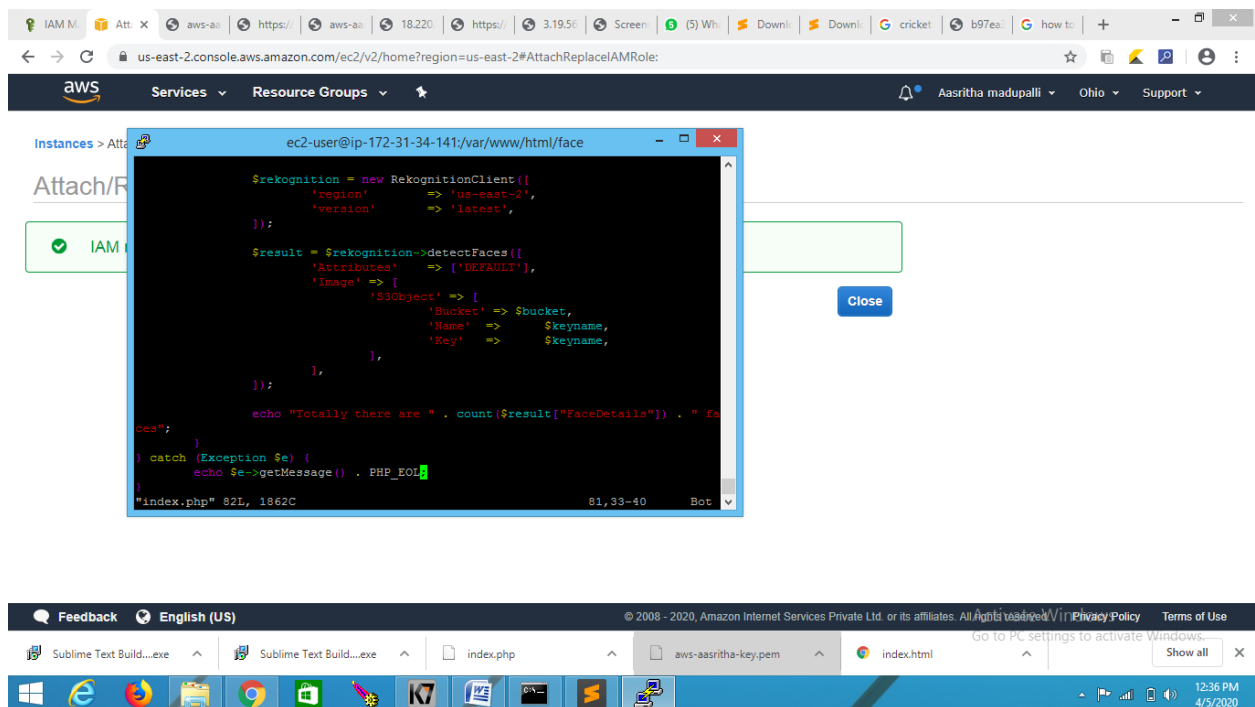 IAM M
Att
aws-aa
https://
aws-aa
18.220.
https://
3.19.56
Screen
(5) Wh
Downl
Downl
cricket
b97ea
how to
us-east-2.console.aws.amazon.com/ec2/v2/home?region=us-east-2#AttachReplaceIAMRole:
aws
Services
Resource Groups
Aasritha madupalli
Ohio
Support
Instances > Atta
ec2-user@ip-172-31-34-141:/var/www/html/face
Attach/R
IAM
$rekognition = new RekognitionClient([
'region' => 'us-east-2',
'version' => 'latest',
]);
$result = $rekognition->detectFaces([
'Attributes' => ['DEFAULT'],
'Image' => [
'S3Object' => [
'Bucket' => $bucket,
'Name' => $keyname,
'Key' => $keyname,
],
],
]);
echo "Totally there are " . count($result["FaceDetails"]) . " fa
ces";
}
} catch (Exception $e) {
echo $e->getMessage() . PHP_EOL;
}
"index.php" 82L, 1862C 81,33-40 Bot
Close
Feedback
English (US)
© 2008 - 2020, Amazon Internet Services Private Ltd. or its affiliates. All rights reserved.
Privacy Policy
Terms of Use
Activate Windows
Go to PC settings to activate Windows.
Sublime Text Build....exe
Sublime Text Build....exe
index.php
aws-aasritha-key.pem
index.html
Show all
K7
12:36 PM
4/5/2020